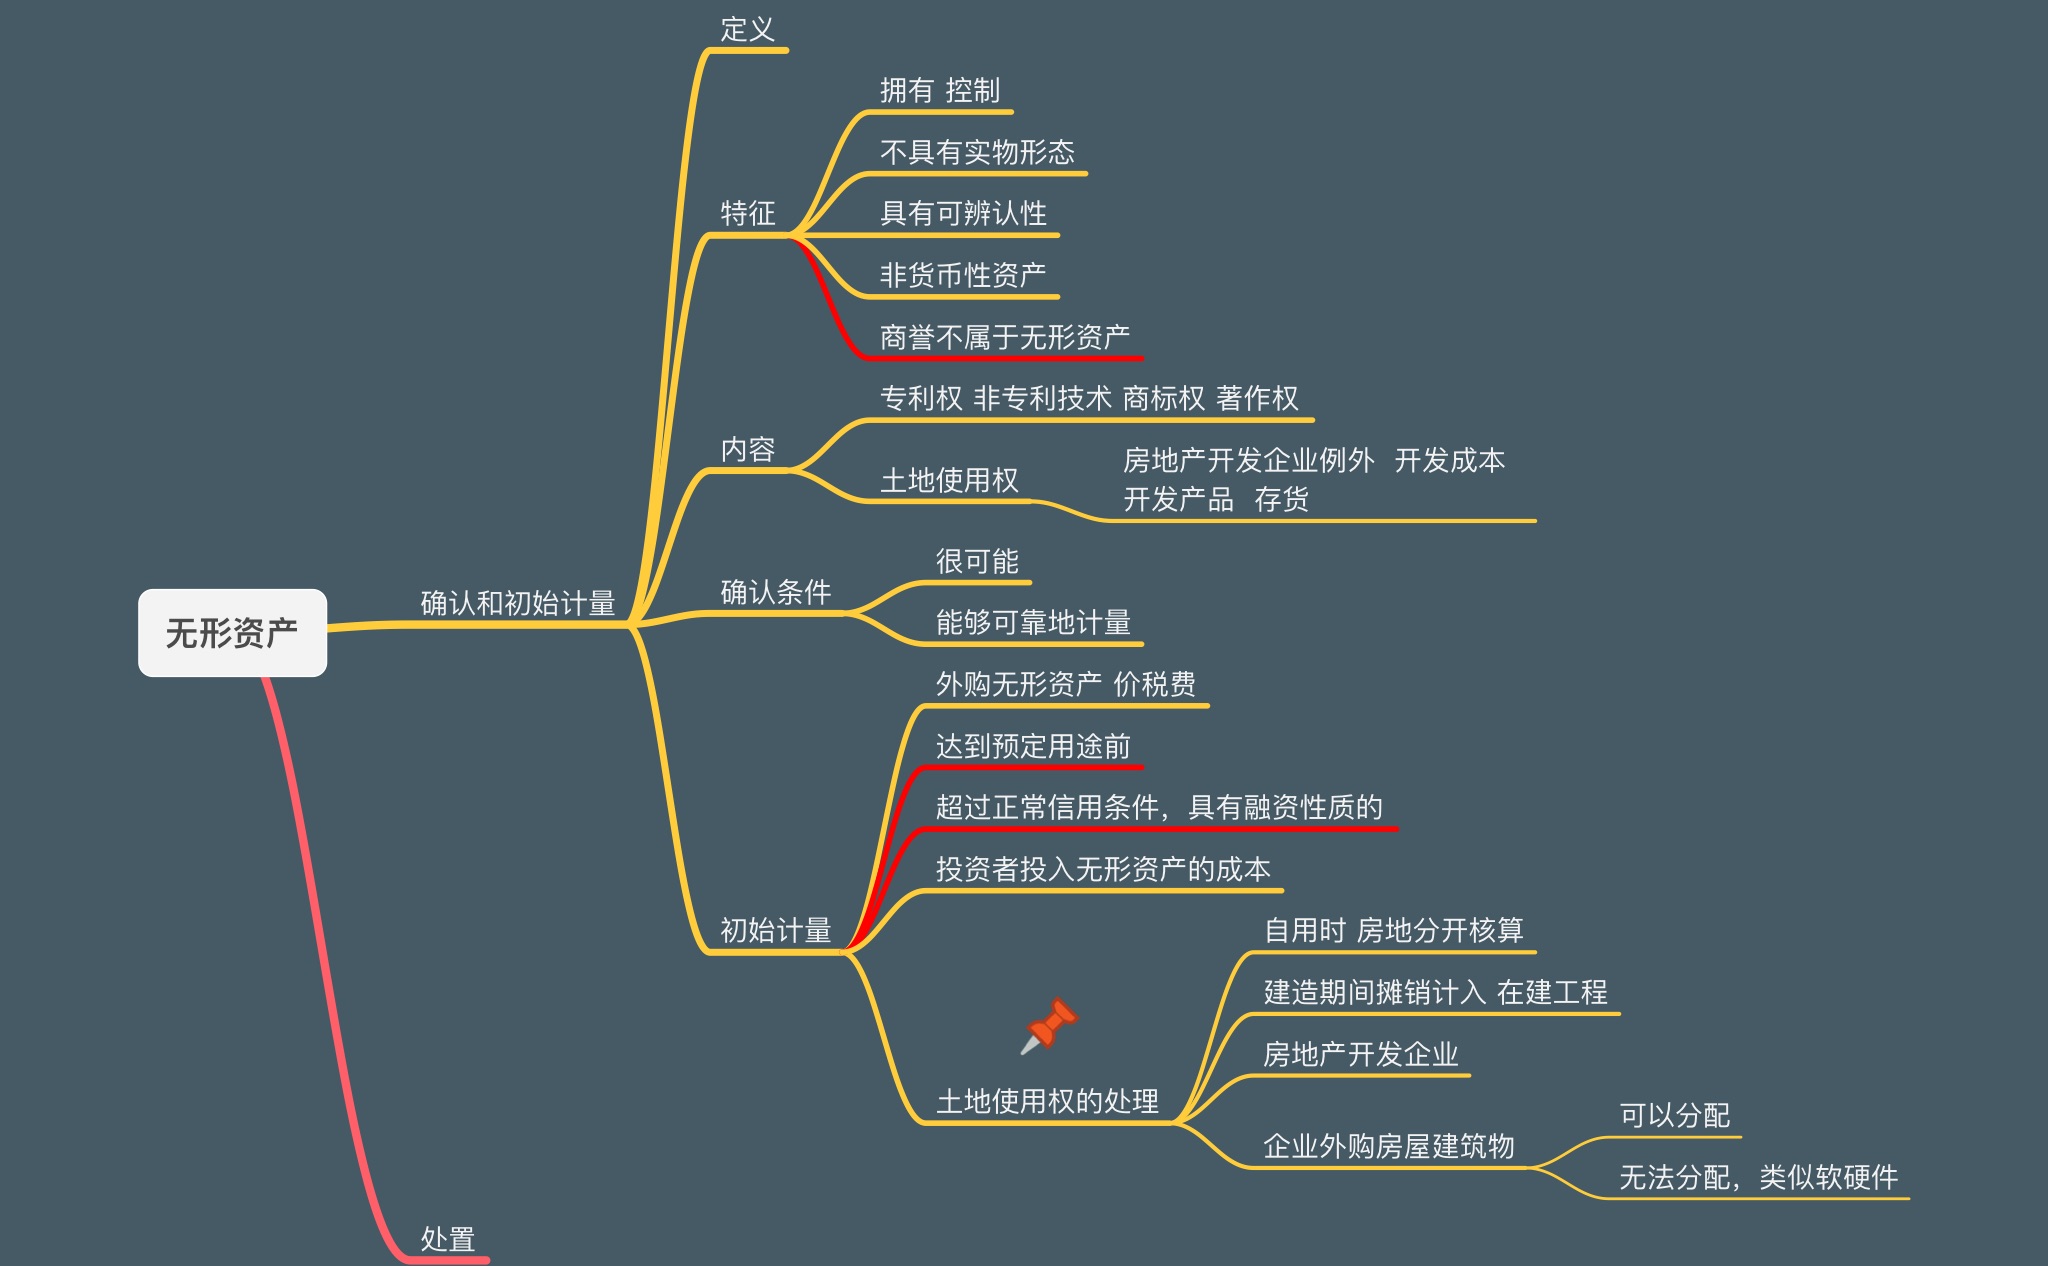 定义
拥有 控制
不具有实物形态
特征
具有可辨认性
非货币性资产
商誉不属于无形资产
专利权 非专利技术 商标权 著作权
内容
土地使用权
房地产开发企业例外 开发成本
开发产品 存货
很可能
确认条件
能够可靠地计量
确认和初始计量
无形资产
外购无形资产 价税费
达到预定用途前
超过正常信用条件，具有融资性质的
投资者投入无形资产的成本
初始计量
自用时 房地分开核算
建造期间摊销计入 在建工程
房地产开发企业
土地使用权的处理
企业外购房屋建筑物
可以分配
无法分配，类似软硬件
处置